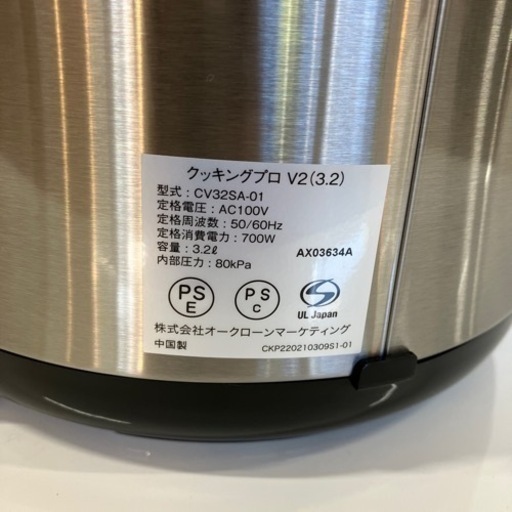 クッキングプロ V2(3.2)
型式：CV32SA-01
定格電圧：AC100V
定格周波数：50/60Hz
定格消費電力：700W
容量：3.2ℓ
AX03634A
内部圧力：80kPa
PS E
PS C
S
UL Japan
株式会社オークローンマーケティング
中国製
CKP220210309S1-01